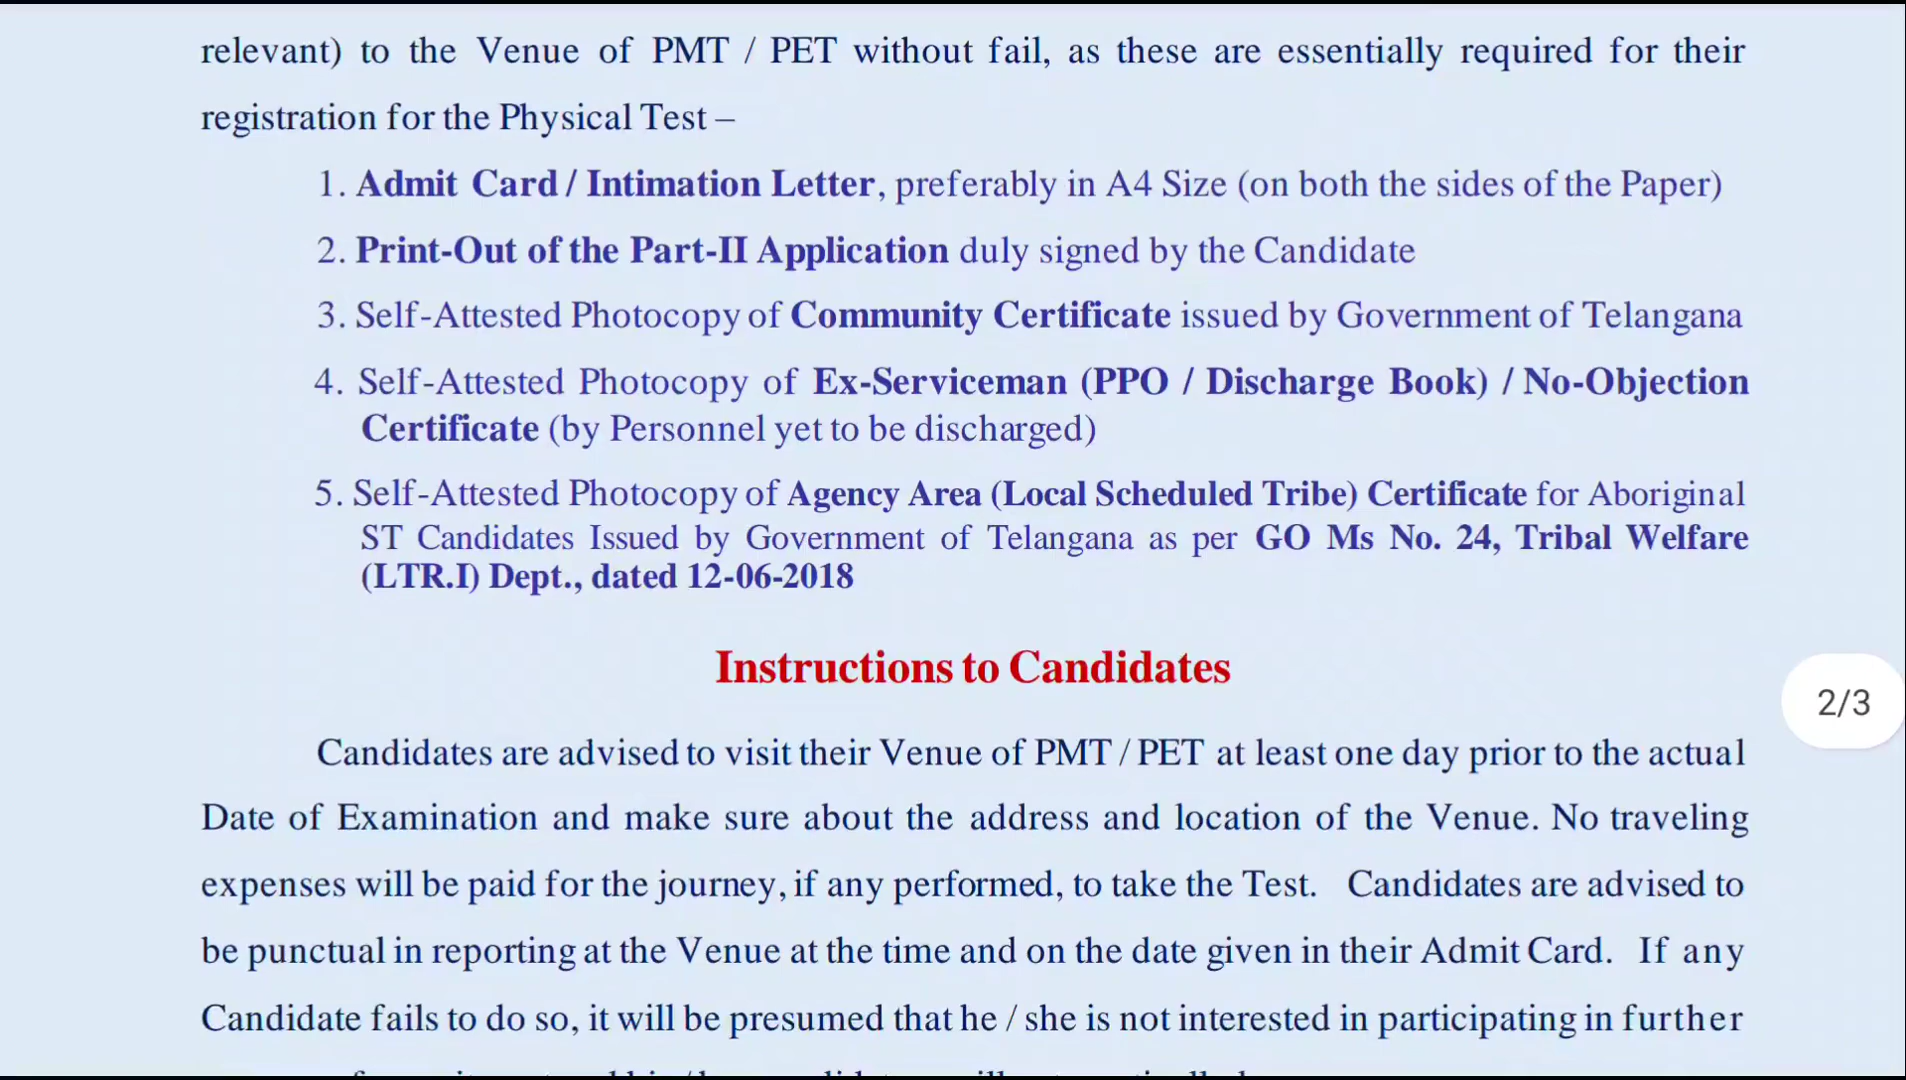 relevant) to the Venue of PMT / PET without fail, as these are essentially required for their
registration for the Physical Test –
1. Admit Card / Intimation Letter, preferably in A4 Size (on both the sides of the Paper)
2. Print-Out of the Part-II Application duly signed by the Candidate
3. Self-Attested Photocopy of Community Certificate issued by Government of Telangana
4. Self-Attested Photocopy of Ex-Serviceman (PPO / Discharge Book) / No-Objection
Certificate (by Personnel yet to be discharged)
5. Self-Attested Photocopy of Agency Area (Local Scheduled Tribe) Certificate for Aboriginal
ST Candidates Issued by Government of Telangana as per GO Ms No. 24, Tribal Welfare
(LTR.I) Dept., dated 12-06-2018
Instructions to Candidates
2/3
Candidates are advised to visit their Venue of PMT / PET at least one day prior to the actual
Date of Examination and make sure about the address and location of the Venue. No traveling
expenses will be paid for the journey, if any performed, to take the Test. Candidates are advised to
be punctual in reporting at the Venue at the time and on the date given in their Admit Card. If any
Candidate fails to do so, it will be presumed that he / she is not interested in participating in further